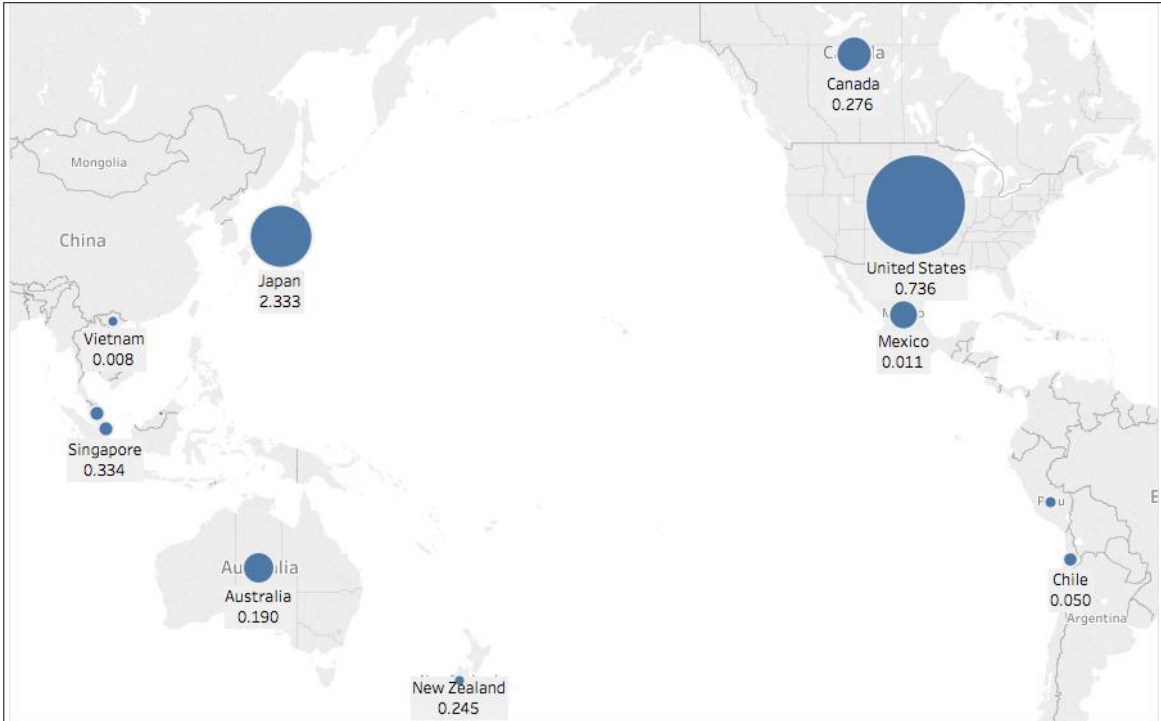 Canada
0.276
Mongolia
China
Japan
2.333
United States
0.736
Vietnam
0.008
Mexico
0.011
Singapore
0.334
Australia
0.190
Chile
0.050
Argentina
New Zealand
0.245